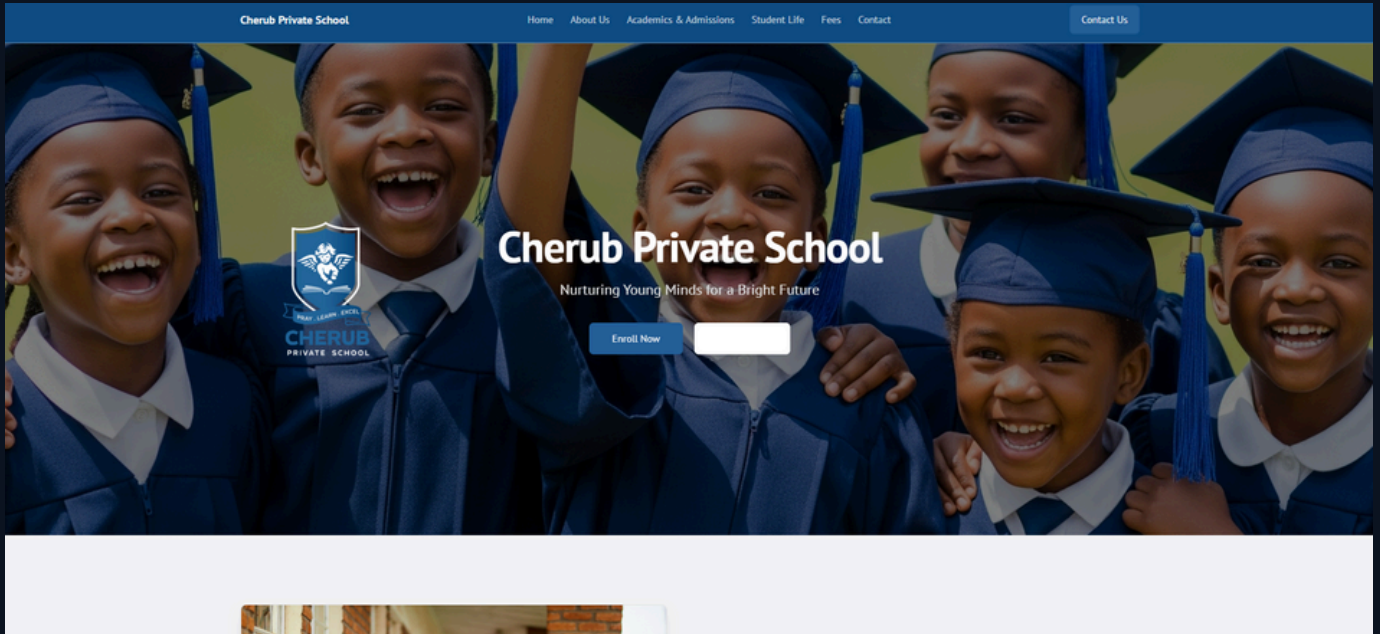 Cherub Private School
Home About Us Academics & Admissions Student Life Fees Contact
Contact Us
Cherub Private School
Nurturing Young Minds for a Bright Future
Enroll Now
PRAY . LEARN . EXCEL
CHERUB
PRIVATE SCHOOL